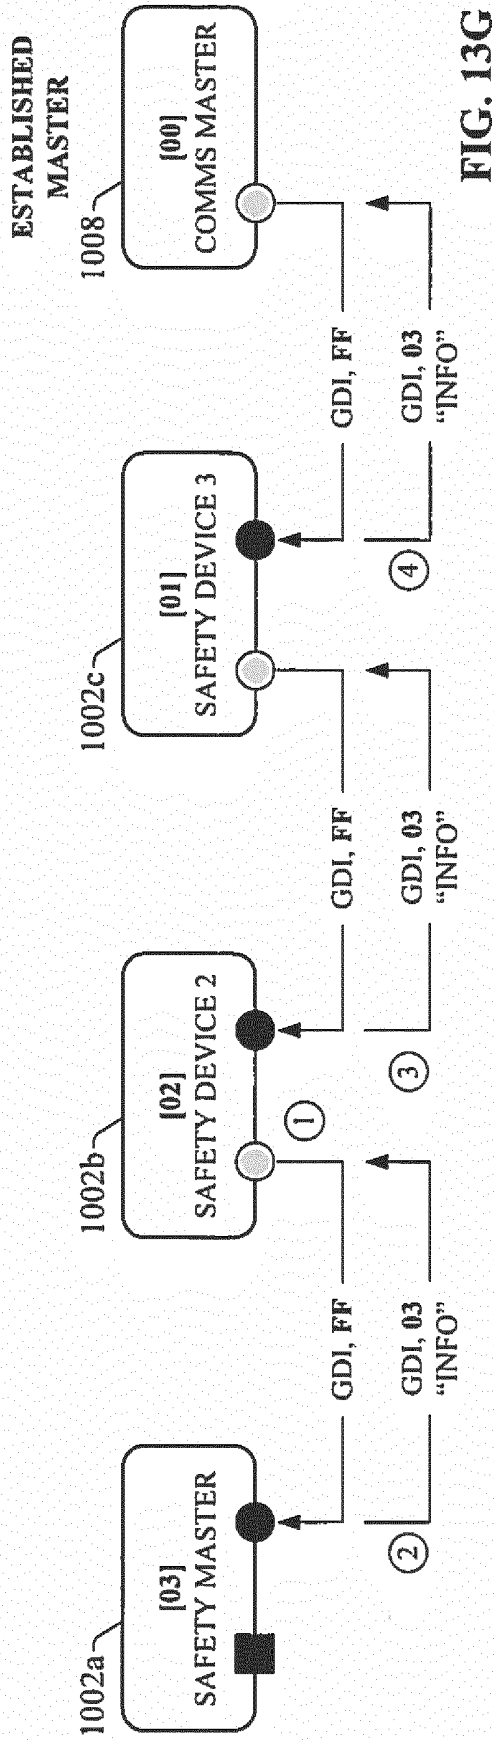 ESTABLISHED
MASTER
1002a
1002b
1002c
1008
[03]
SAFETY MASTER
[02]
SAFETY DEVICE 2
[01]
SAFETY DEVICE 3
[00]
COMMS MASTER
1
GDI, FF
GDI, FF
GDI, FF
2
GDI, 03
"INFO"
3
GDI, 03
"INFO"
4
GDI, 03
"INFO"
FIG. 13G